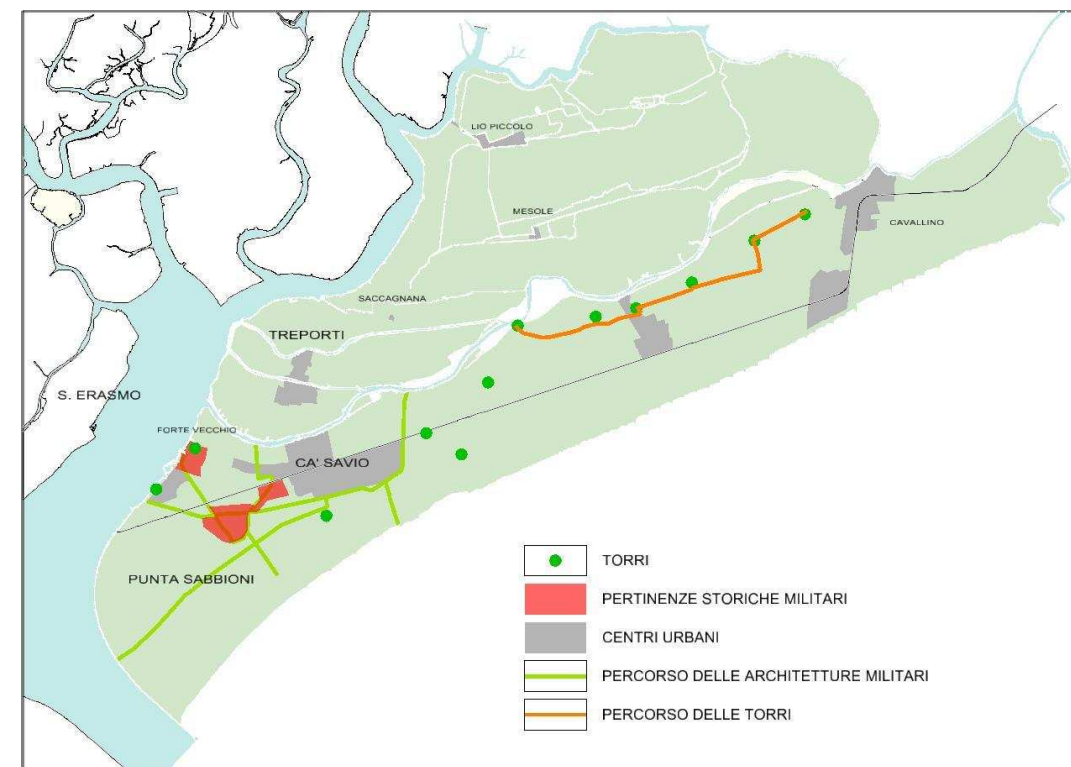 LIO PICCOLO
MESOLE
CAVALLINO
SACCAGNANA
TREPORTI
S. ERASMO
FORTE VECCHIO
CA' SAVIO
PUNTA SABBIONI
TORRI
PERTINENZE STORICHE MILITARI
CENTRI URBANI
PERCORSO DELLE ARCHITETTURE MILITARI
PERCORSO DELLE TORRI